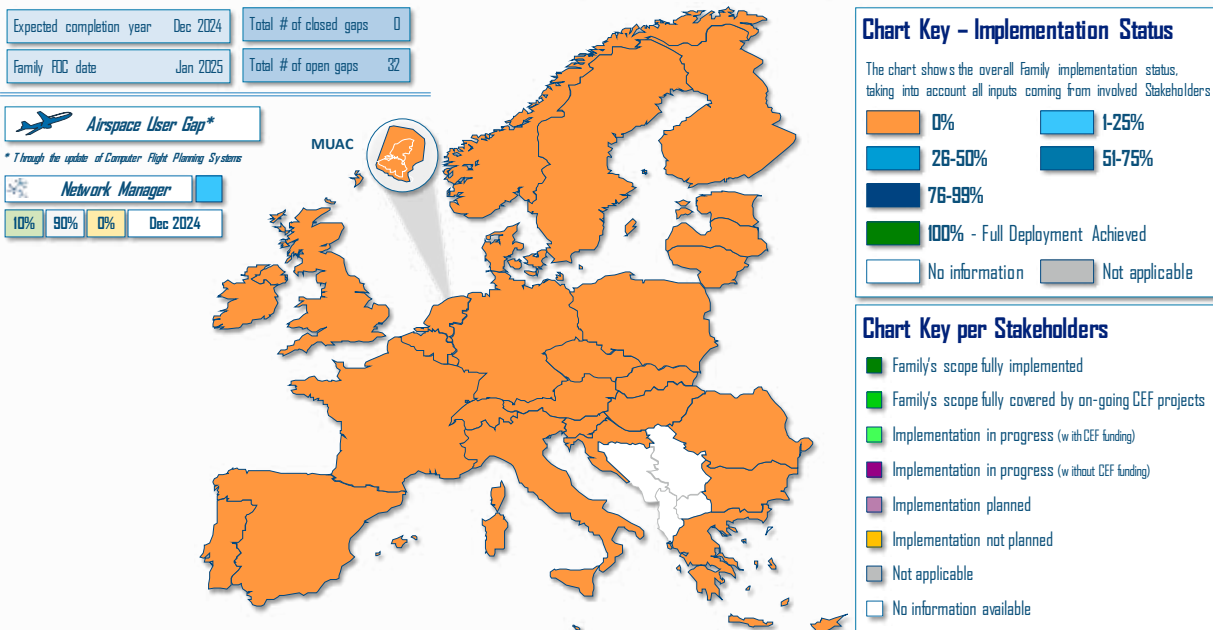 Expected completion year Dec 2024
Total # of closed gaps 0
Family FOC date Jan 2025
Total # of open gaps 32
Airspace User Gap*
* Through the update of Computer Flight Planning Systems
Network Manager
10% 90% 0% Dec 2024
MUAC
Chart Key – Implementation Status
The chart shows the overall Family implementation status,
taking into account all inputs coming from involved Stakeholders
0% 1-25%
26-50% 51-75%
76-99%
100% - Full Deployment Achieved
No information Not applicable
Chart Key per Stakeholders
Family's scope fully implemented
Family's scope fully covered by on-going CEF projects
Implementation in progress (with CEF funding)
Implementation in progress (without CEF funding)
Implementation planned
Implementation not planned
Not applicable
No information available